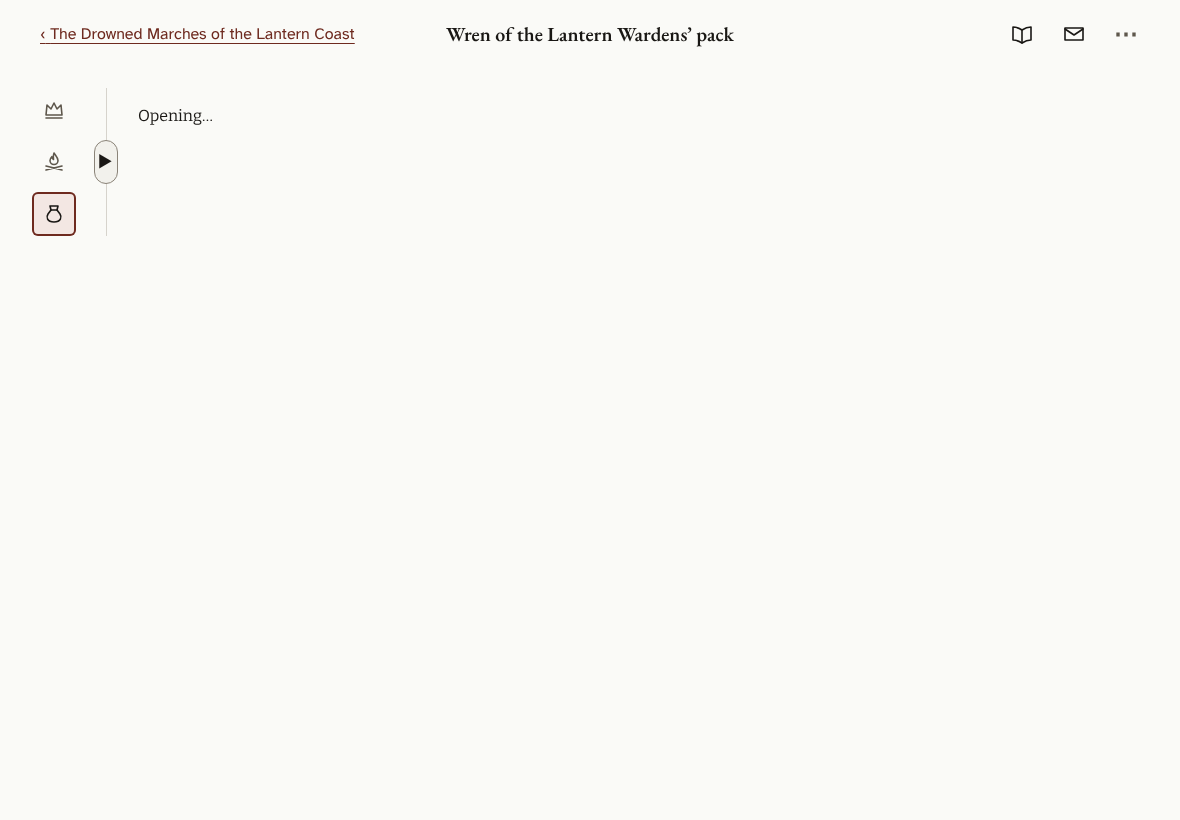 ‹ The Drowned Marches of the Lantern Coast
Wren of the Lantern Wardens’ pack
Opening…